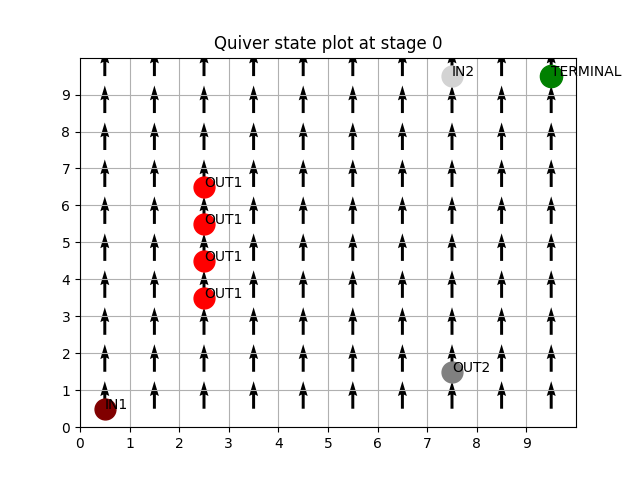 Quiver state plot at stage 0
IN2
TERMINAL
9
8
7
OUT1
6
OUT1
5
OUT1
4
OUT1
3
2
OUT2
1
IN1
0
0 1 2 3 4 5 6 7 8 9